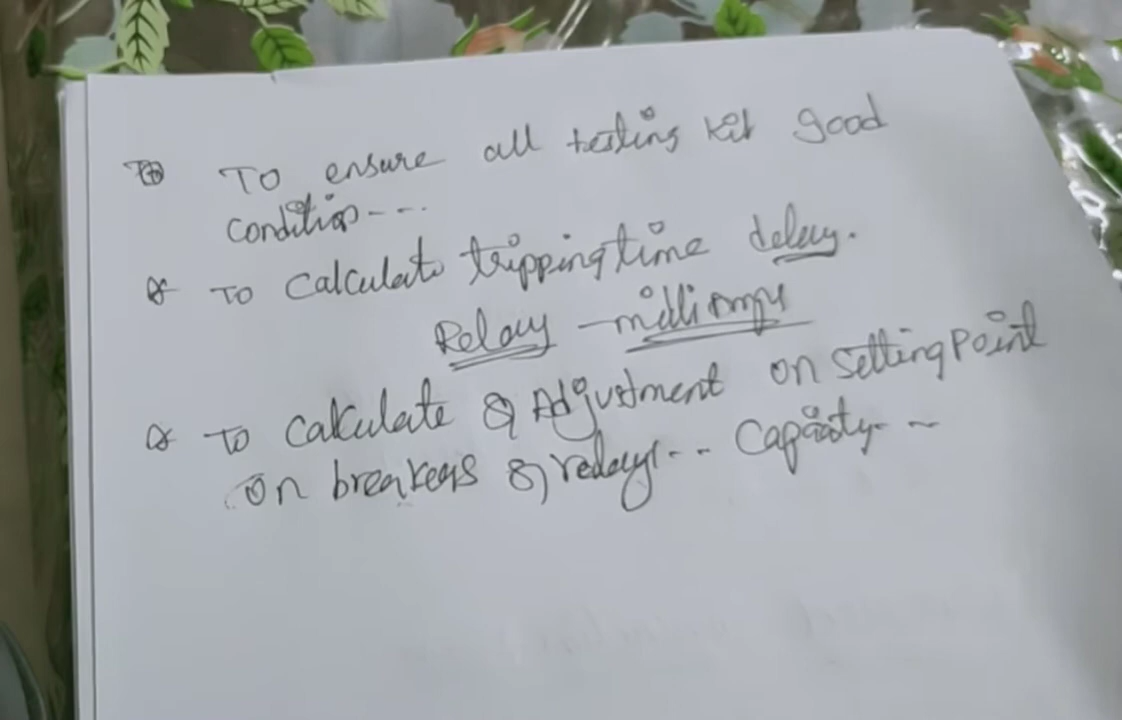 To ensure all testing kit good
condition---
To calculate tripping time delay.
Relay - milliamps
To calculate & Adjustment on setting point
on breakers & relays-- Capacity--